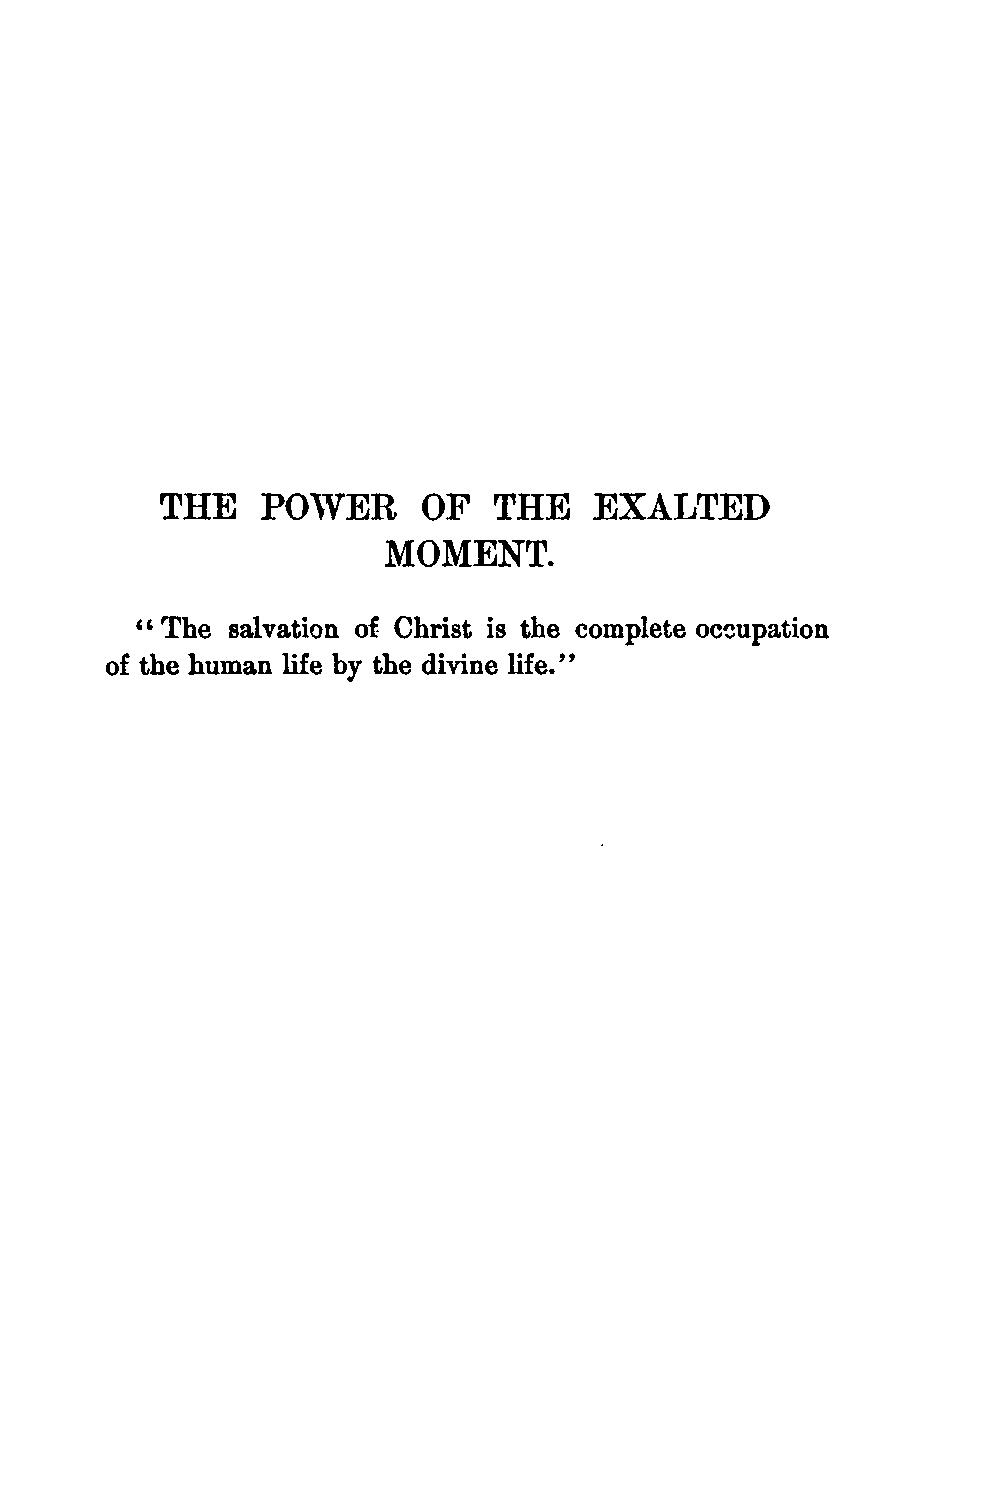 THE POWER OF THE EXALTED
MOMENT.
“The salvation of Christ is the complete occupation
of the human life by the divine life.”